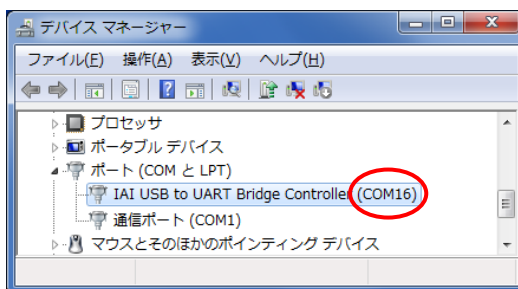 デバイス マネージャー
ファイル(F) 操作(A) 表示(V) ヘルプ(H)
プロセッサ
ポータブル デバイス
ポート (COM と LPT)
IAI USB to UART Bridge Controller (COM16)
通信ポート (COM1)
マウスとそのほかのポインティング デバイス